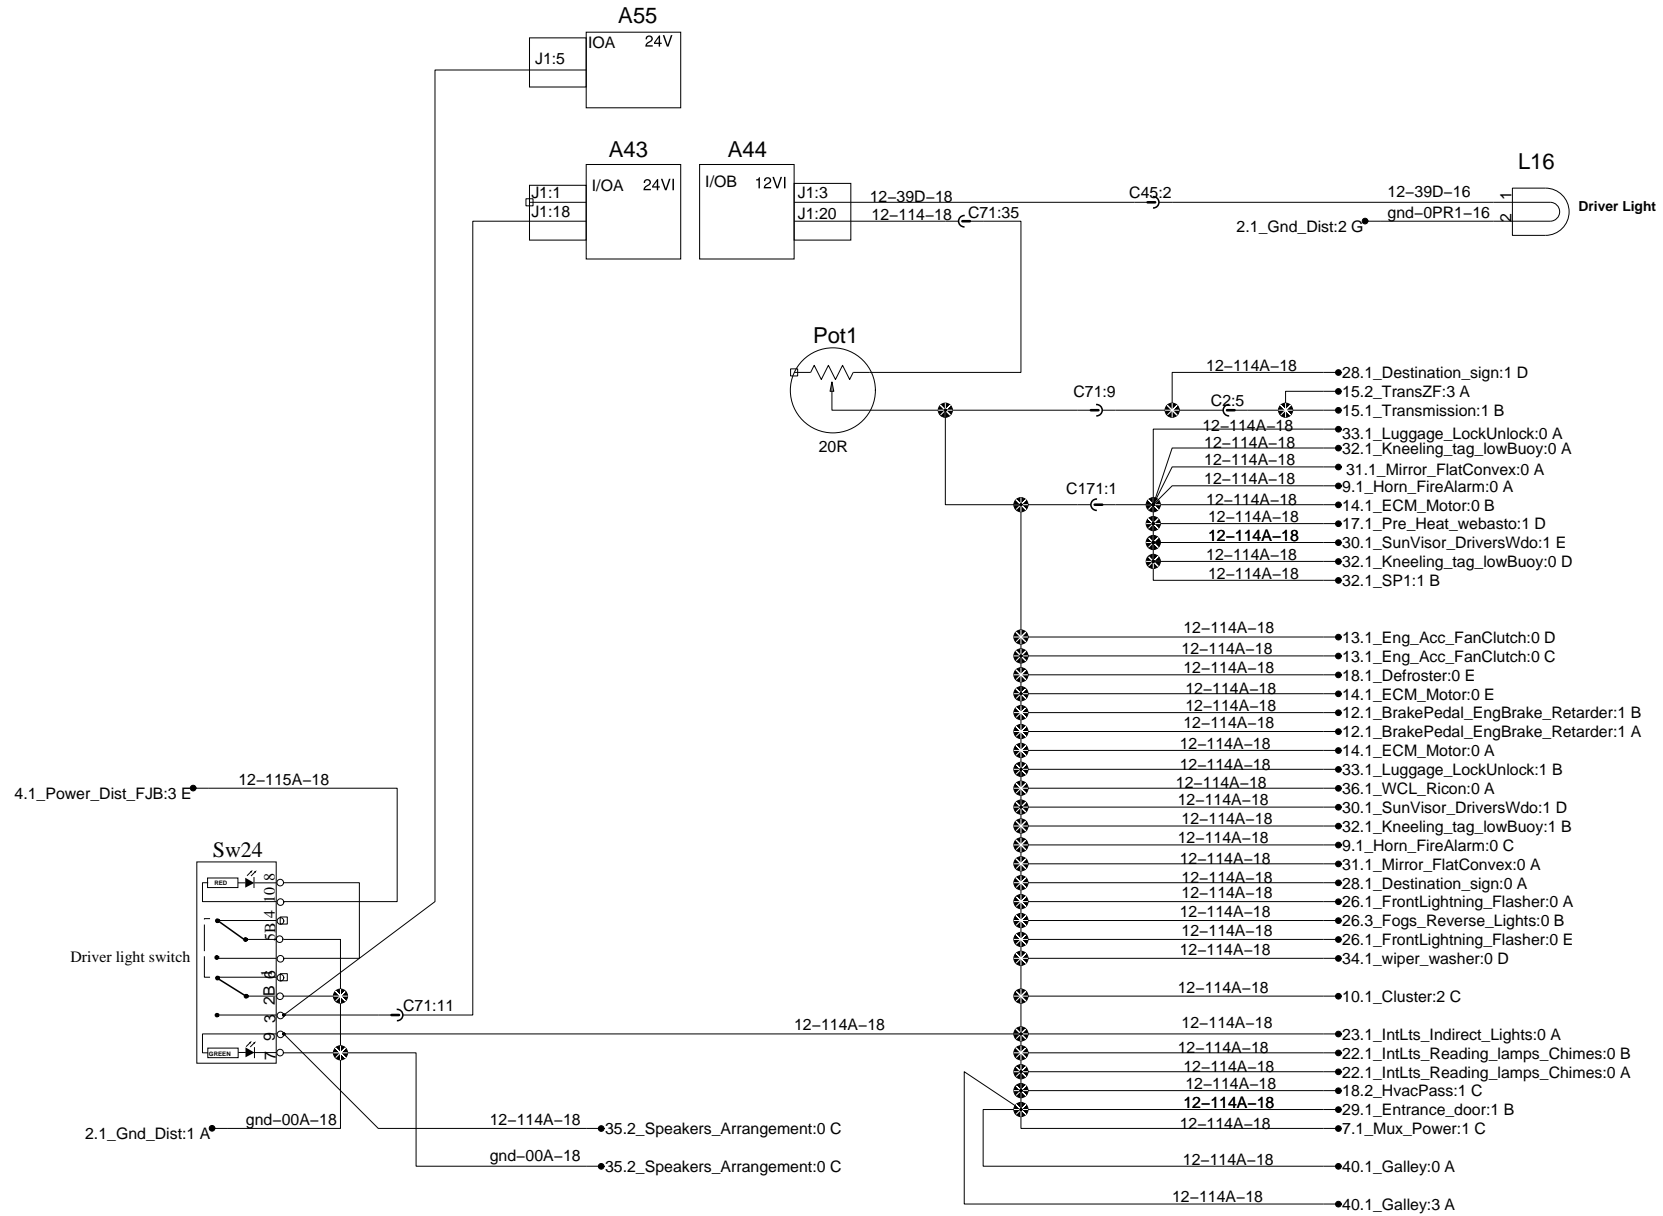 A55
IOA 24V
J1:5
A43
I/OA 24VI
J1:1
J1:18
A44
I/OB 12VI
J1:3
J1:20
12-39D-18
12-114-18
C71:35
C45:2
L16
12-39D-16
1
gnd-0PR1-16
2
2.1_Gnd_Dist:2 G
Driver Light
Pot1
20R
C71:9
C2:5
C171:1
12-114A-18
28.1_Destination_sign:1 D
15.2_TransZF:3 A
15.1_Transmission:1 B
12-114A-18
33.1_Luggage_LockUnlock:0 A
12-114A-18
32.1_Kneeling_tag_lowBuoy:0 A
12-114A-18
31.1_Mirror_FlatConvex:0 A
12-114A-18
9.1_Horn_FireAlarm:0 A
12-114A-18
14.1_ECM_Motor:0 B
12-114A-18
17.1_Pre_Heat_webasto:1 D
12-114A-18
30.1_SunVisor_DriversWdo:1 E
12-114A-18
32.1_Kneeling_tag_lowBuoy:0 D
12-114A-18
32.1_SP1:1 B
12-114A-18
13.1_Eng_Acc_FanClutch:0 D
12-114A-18
13.1_Eng_Acc_FanClutch:0 C
12-114A-18
18.1_Defroster:0 E
12-114A-18
14.1_ECM_Motor:0 E
12-114A-18
12.1_BrakePedal_EngBrake_Retarder:1 B
12-114A-18
12.1_BrakePedal_EngBrake_Retarder:1 A
12-114A-18
14.1_ECM_Motor:0 A
12-114A-18
33.1_Luggage_LockUnlock:1 B
12-114A-18
36.1_WCL_Ricon:0 A
12-114A-18
30.1_SunVisor_DriversWdo:1 D
12-114A-18
32.1_Kneeling_tag_lowBuoy:1 B
12-114A-18
9.1_Horn_FireAlarm:0 C
12-114A-18
31.1_Mirror_FlatConvex:0 A
12-114A-18
28.1_Destination_sign:0 A
12-114A-18
26.1_FrontLightning_Flasher:0 A
12-114A-18
26.3_Fogs_Reverse_Lights:0 B
12-114A-18
26.1_FrontLightning_Flasher:0 E
12-114A-18
34.1_wiper_washer:0 D
12-114A-18
10.1_Cluster:2 C
12-114A-18
23.1_IntLts_Indirect_Lights:0 A
12-114A-18
22.1_IntLts_Reading_lamps_Chimes:0 B
12-114A-18
22.1_IntLts_Reading_lamps_Chimes:0 A
12-114A-18
18.2_HvacPass:1 C
12-114A-18
29.1_Entrance_door:1 B
12-114A-18
7.1_Mux_Power:1 C
12-114A-18
40.1_Galley:0 A
12-114A-18
40.1_Galley:3 A
12-115A-18
4.1_Power_Dist_FJB:3 E
Sw24
RED
8
10
4
5B
Driver light switch
6
2B
3
9
GREEN
7
C71:11
12-114A-18
gnd-00A-18
2.1_Gnd_Dist:1 A
12-114A-18
35.2_Speakers_Arrangement:0 C
gnd-00A-18
35.2_Speakers_Arrangement:0 C